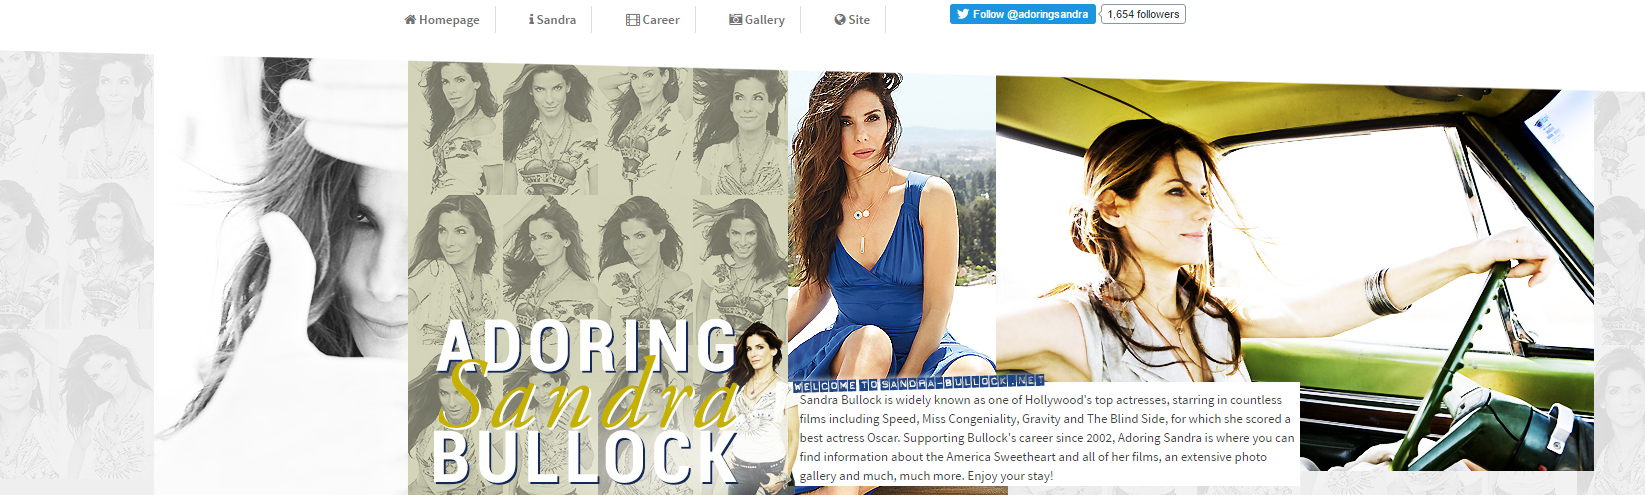 Homepage
Sandra
Career
Gallery
Site
Follow @adoringsandra
1,654 followers
ADORING
Sandra
BULLOCK
WELCOME TO SANDRA-BULLOCK.NET
Sandra Bullock is widely known as one of Hollywood's top actresses, starring in countless
films including Speed, Miss Congeniality, Gravity and The Blind Side, for which she scored a
best actress Oscar. Supporting Bullock's career since 2002, Adoring Sandra is where you can
find information about the America Sweetheart and all of her films, an extensive photo
gallery and much, much more. Enjoy your stay!